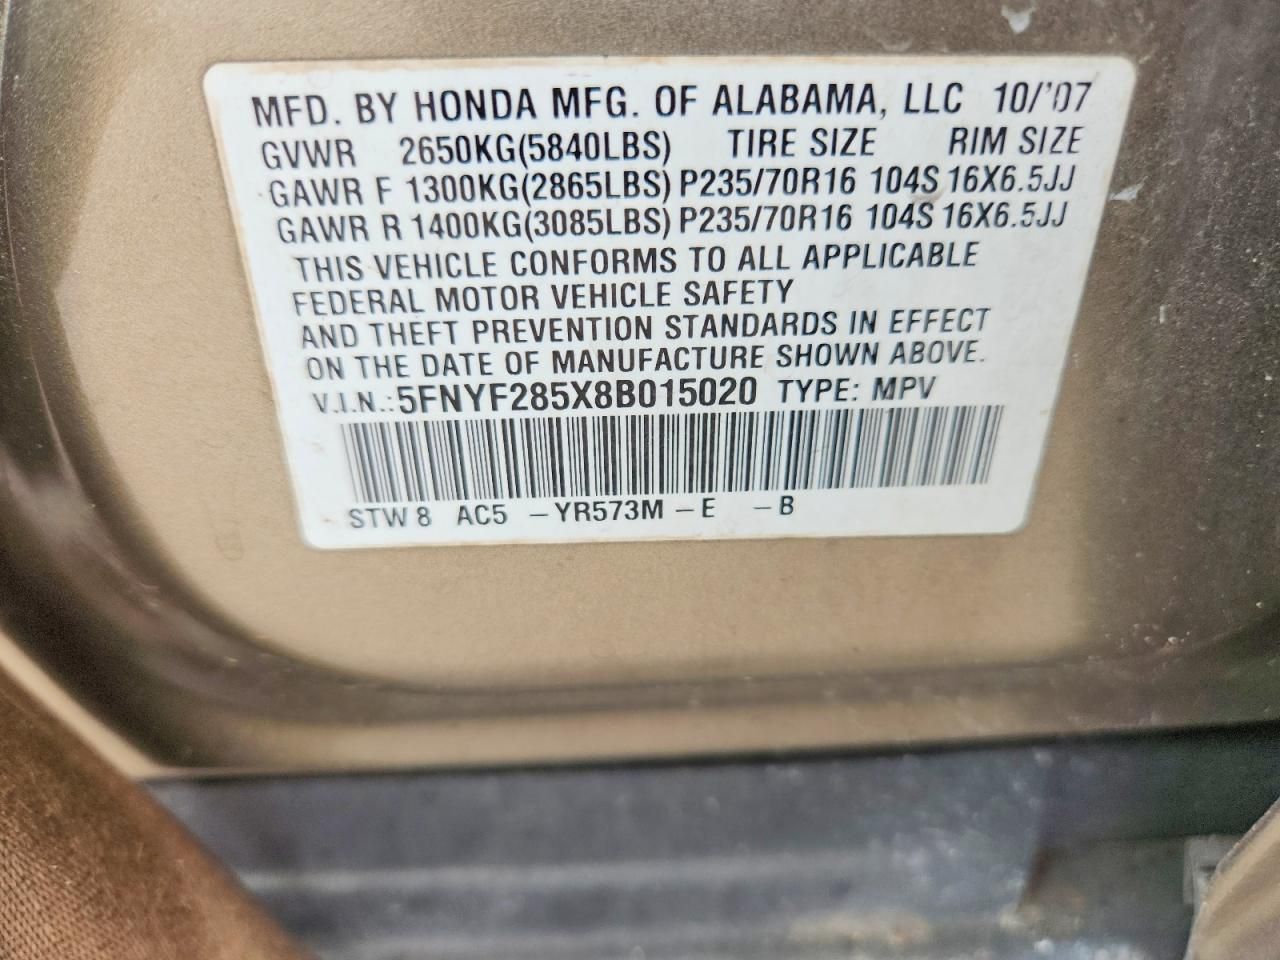 MFD. BY HONDA MFG. OF ALABAMA, LLC 10/'07
GVWR 2650KG(5840LBS) TIRE SIZE RIM SIZE
GAWR F 1300KG(2865LBS) P235/70R16 104S 16X6.5JJ
GAWR R 1400KG(3085LBS) P235/70R16 104S 16X6.5JJ
THIS VEHICLE CONFORMS TO ALL APPLICABLE
FEDERAL MOTOR VEHICLE SAFETY
AND THEFT PREVENTION STANDARDS IN EFFECT
ON THE DATE OF MANUFACTURE SHOWN ABOVE.
V.I.N.: 5FNYF285X8B015020 TYPE: MPV
STW 8 AC5 –YR573M –E –B